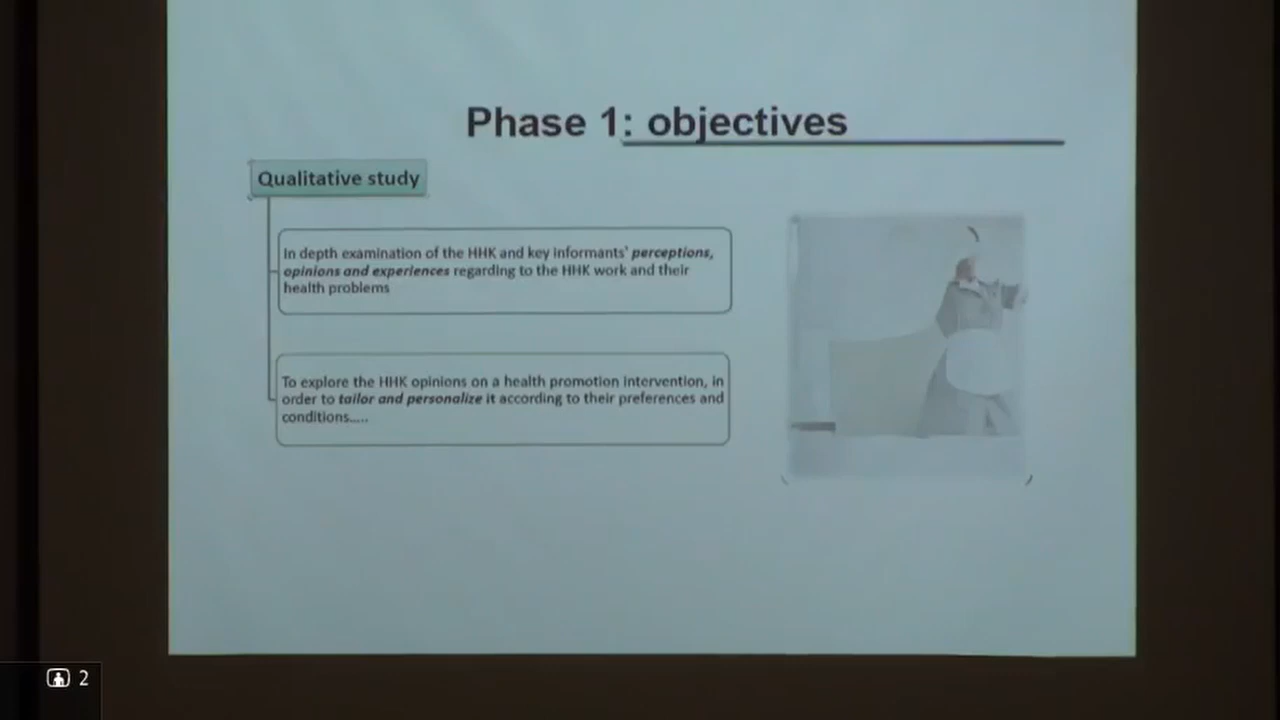 Phase 1: objectives
Qualitative study
In depth examination of the HHK and key informants' perceptions,
opinions and experiences regarding to the HHK work and their
health problems
To explore the HHK opinions on a health promotion intervention, in
order to tailor and personalize it according to their preferences and
conditions.....
2